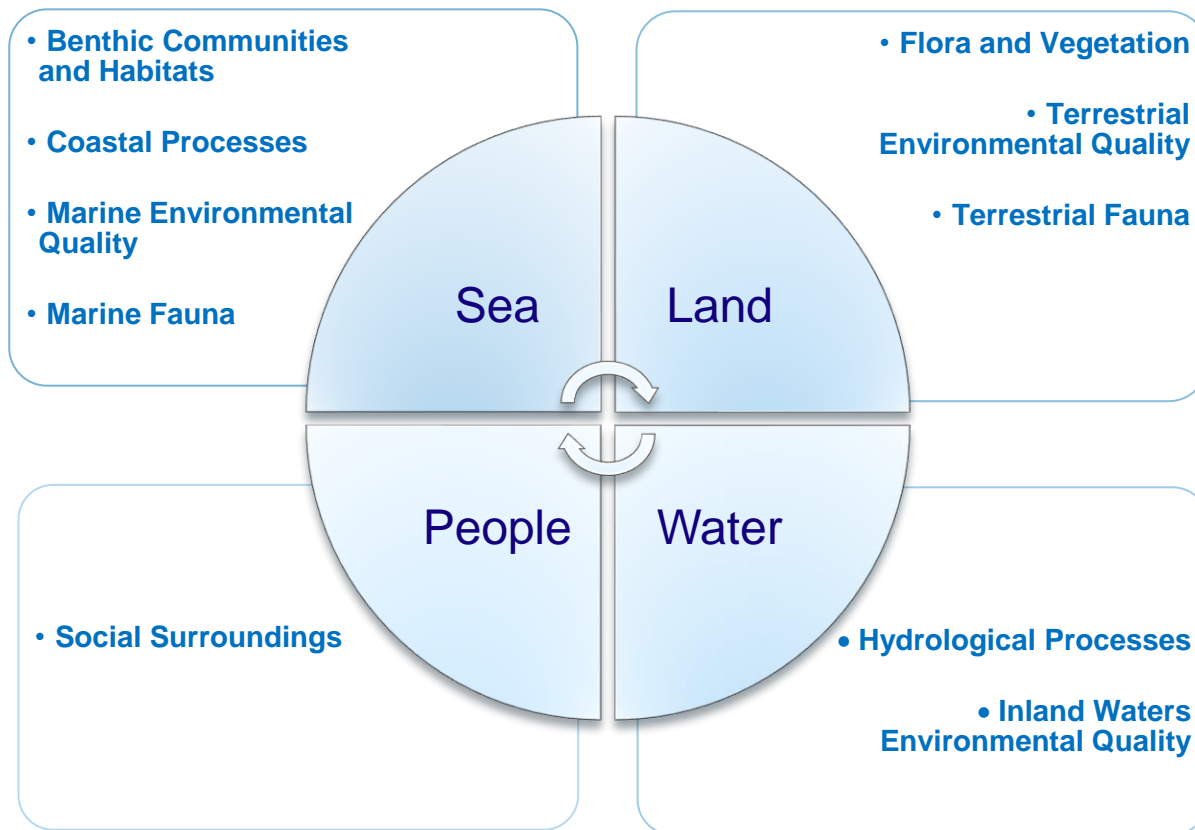 • Benthic Communities
and Habitats
• Coastal Processes
• Marine Environmental
Quality
• Marine Fauna
• Flora and Vegetation
• Terrestrial
Environmental Quality
• Terrestrial Fauna
Sea
Land
People
Water
• Social Surroundings
• Hydrological Processes
• Inland Waters
Environmental Quality